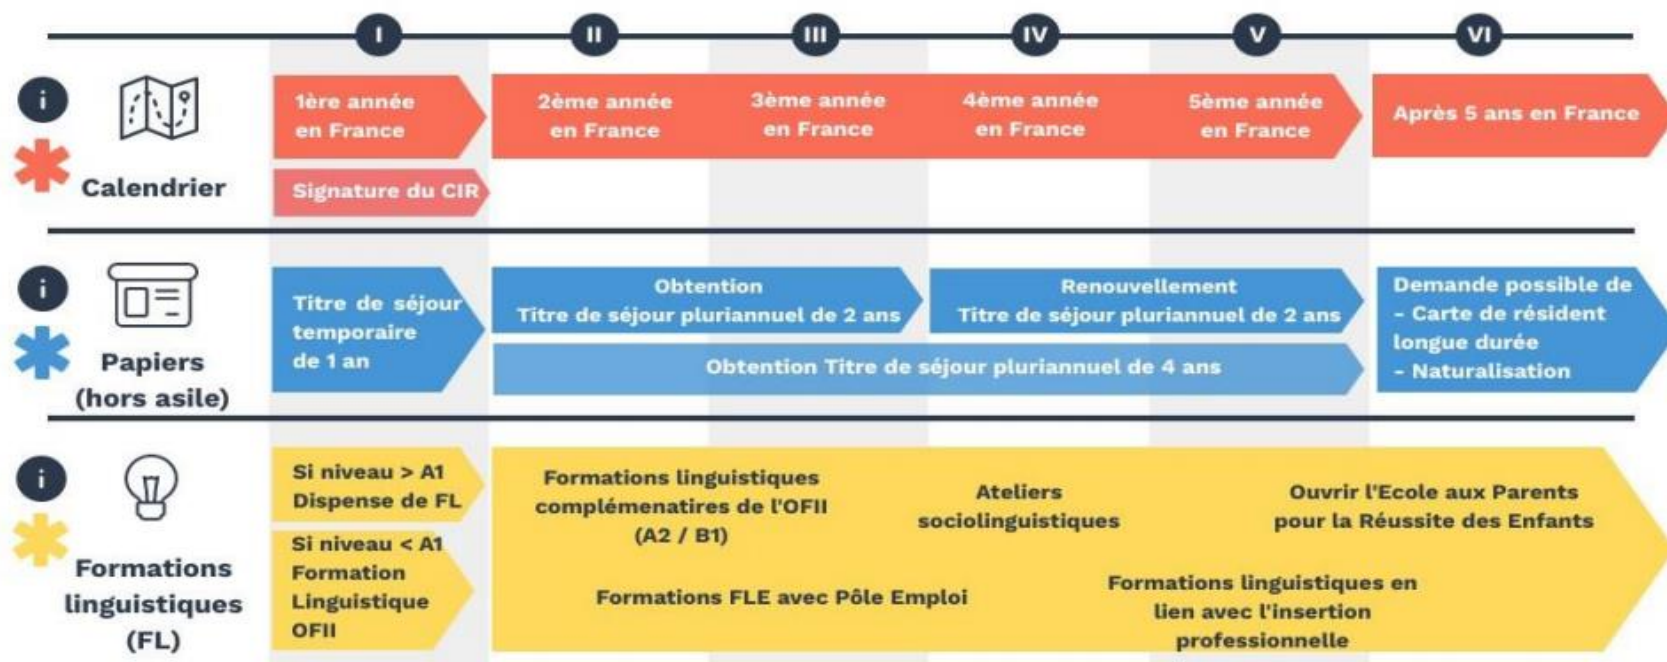 I
II
III
IV
V
VI
i
Calendrier
1ère année
en France
2ème année
en France
3ème année
en France
4ème année
en France
5ème année
en France
Après 5 ans en France
Signature du CIR
i
Papiers
(hors asile)
Titre de séjour
temporaire
de 1 an
Obtention
Titre de séjour pluriannuel de 2 ans
Renouvellement
Titre de séjour pluriannuel de 2 ans
Obtention Titre de séjour pluriannuel de 4 ans
Demande possible de
- Carte de résident
longue durée
- Naturalisation
i
Formations
linguistiques
(FL)
Si niveau > A1
Dispense de FL
Si niveau < A1
Formation
Linguistique
OFII
Formations linguistiques
complémenatires de l'OFII
(A2 / B1)
Ateliers
sociolinguistiques
Ouvrir l'Ecole aux Parents
pour la Réussite des Enfants
Formations FLE avec Pôle Emploi
Formations linguistiques en
lien avec l'insertion
professionnelle